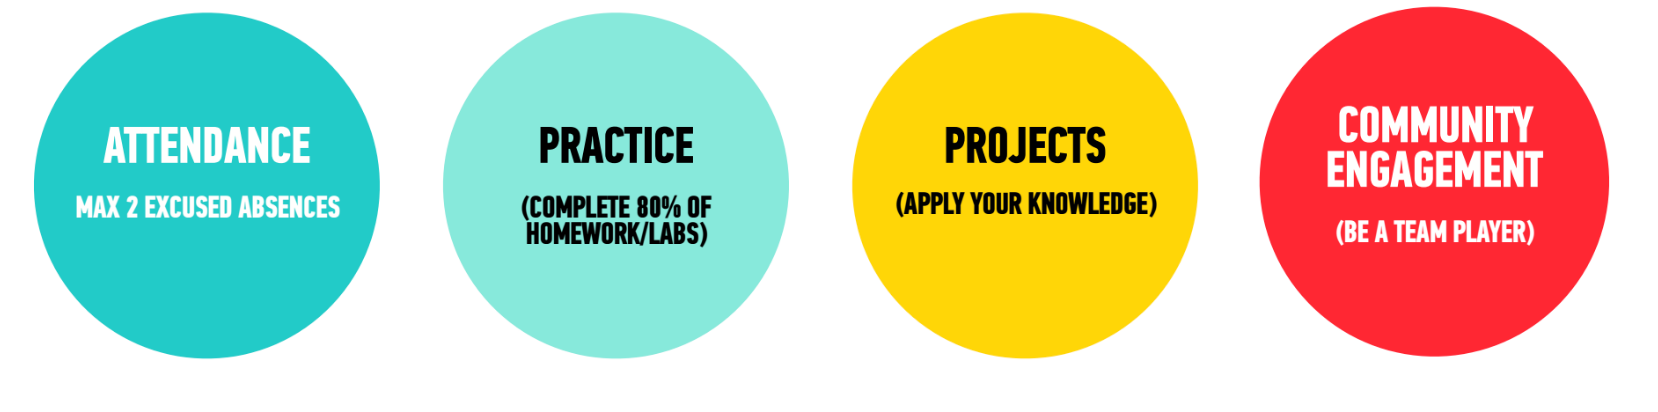 ATTENDANCE
MAX 2 EXCUSED ABSENCES
PRACTICE
(COMPLETE 80% OF
HOMEWORK/LABS)
PROJECTS
(APPLY YOUR KNOWLEDGE)
COMMUNITY
ENGAGEMENT
(BE A TEAM PLAYER)